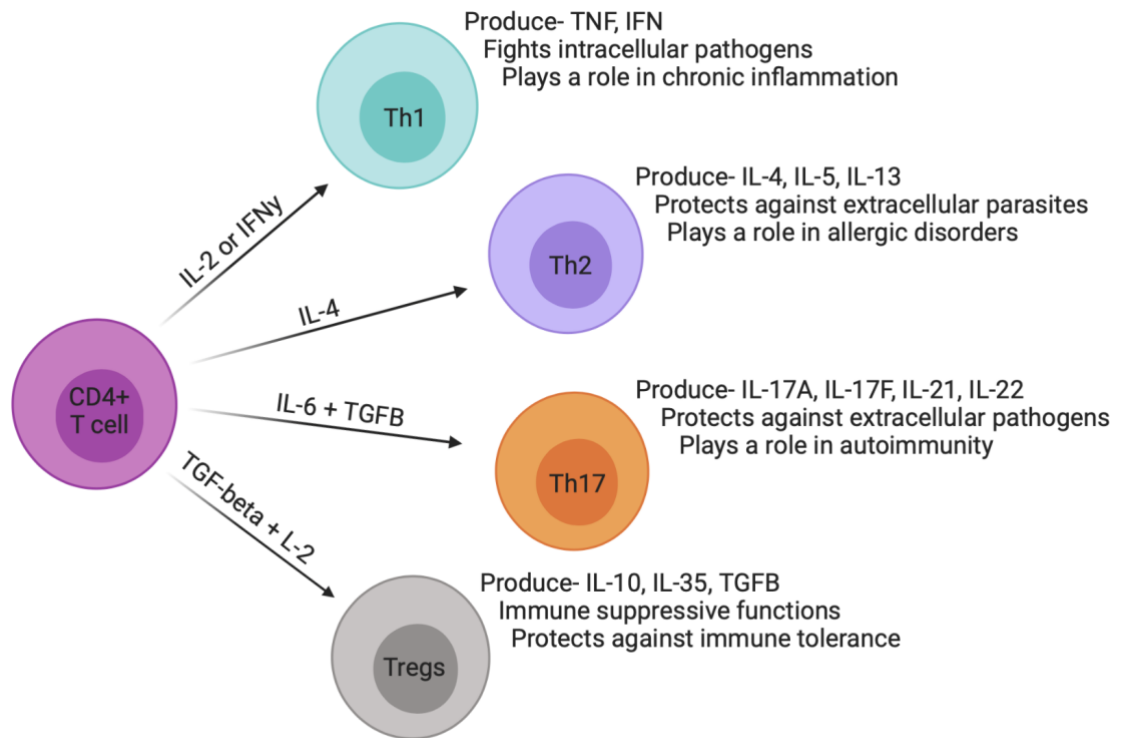 Produce- TNF, IFN
Fights intracellular pathogens
Plays a role in chronic inflammation
Th1
IL-2 or IFNy
Produce- IL-4, IL-5, IL-13
Protects against extracellular parasites
Plays a role in allergic disorders
Th2
IL-4
CD4+
T cell
IL-6 + TGFB
Produce- IL-17A, IL-17F, IL-21, IL-22
Protects against extracellular pathogens
Plays a role in autoimmunity
Th17
TGF-beta + L-2
Produce- IL-10, IL-35, TGFB
Immune suppressive functions
Protects against immune tolerance
Tregs